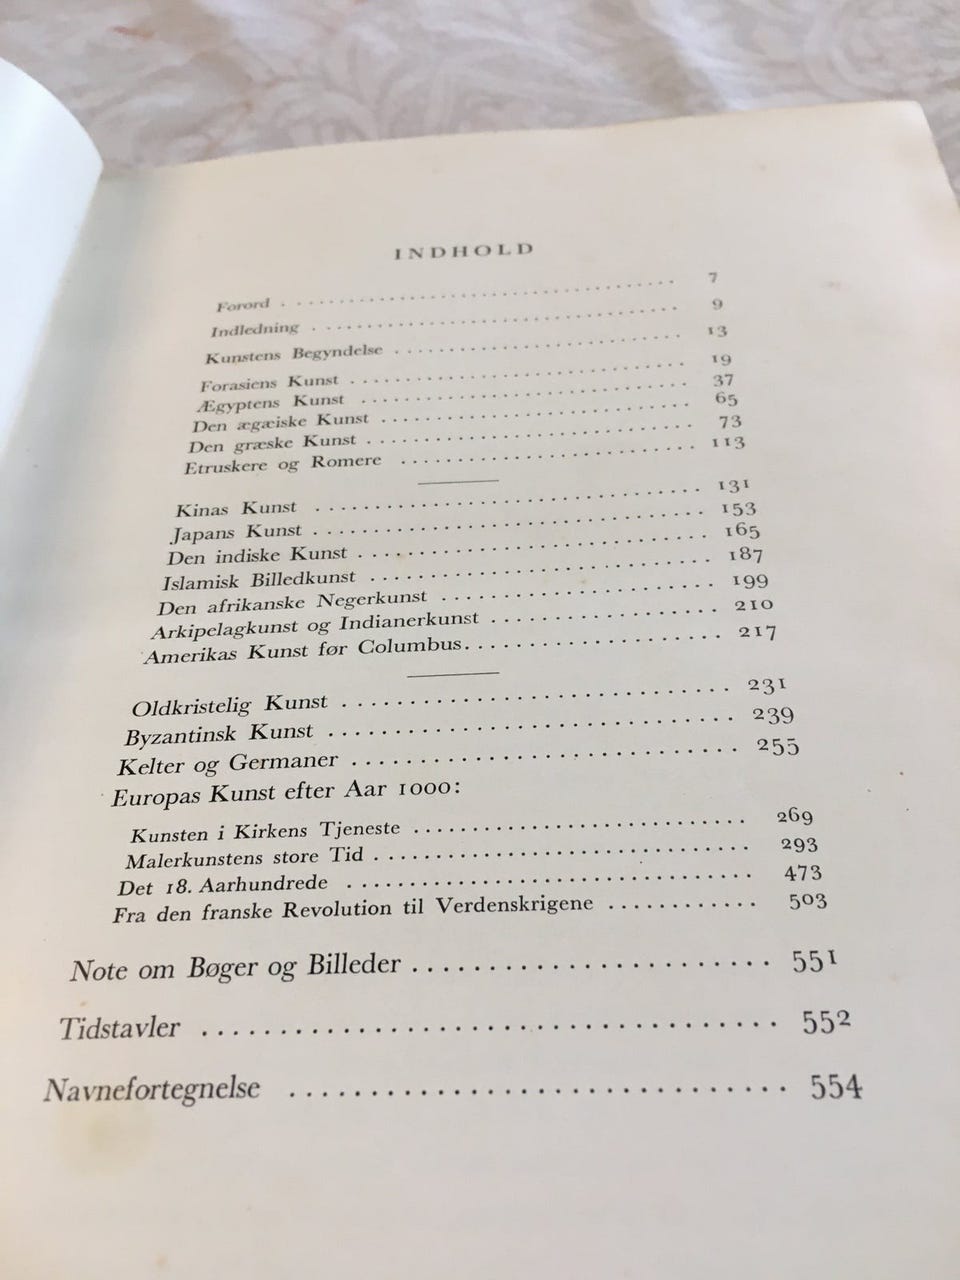 INDHOLD
Forord . . . . . . . . . . . . . . . . . . . . . . . . . . . . . . 7
Indledning . . . . . . . . . . . . . . . . . . . . . . . . . . . . 9
Kunstens Begyndelse . . . . . . . . . . . . . . . . . . . . . . 13
Forasiens Kunst . . . . . . . . . . . . . . . . . . . . . . . . . 19
Ægyptens Kunst . . . . . . . . . . . . . . . . . . . . . . . . . 37
Den ægæiske Kunst . . . . . . . . . . . . . . . . . . . . . . . 65
Den græske Kunst . . . . . . . . . . . . . . . . . . . . . . . . 73
Etruskere og Romere . . . . . . . . . . . . . . . . . . . . . . 113
Kinas Kunst . . . . . . . . . . . . . . . . . . . . . . . . . . . 131
Japans Kunst . . . . . . . . . . . . . . . . . . . . . . . . . . . 153
Den indiske Kunst . . . . . . . . . . . . . . . . . . . . . . . . 165
Islamisk Billedkunst . . . . . . . . . . . . . . . . . . . . . . . 187
Den afrikanske Negerkunst . . . . . . . . . . . . . . . . . . . 199
Arkipelagkunst og Indianerkunst . . . . . . . . . . . . . . . . 210
Amerikas Kunst før Columbus . . . . . . . . . . . . . . . . . 217
Oldkristelig Kunst . . . . . . . . . . . . . . . . . . . . . . . . 231
Byzantinsk Kunst . . . . . . . . . . . . . . . . . . . . . . . . . 239
Kelter og Germaner . . . . . . . . . . . . . . . . . . . . . . . 255
Europas Kunst efter Aar 1000:
Kunsten i Kirkens Tjeneste . . . . . . . . . . . . . . . . . . . 269
Malerkunstens store Tid . . . . . . . . . . . . . . . . . . . . . 293
Det 18. Aarhundrede . . . . . . . . . . . . . . . . . . . . . . . 473
Fra den franske Revolution til Verdenskrigene . . . . . . . . . 503
Note om Bøger og Billeder . . . . . . . . . . . . . . . . . . . . 551
Tidstavler . . . . . . . . . . . . . . . . . . . . . . . . . . . . . 552
Navnefortegnelse . . . . . . . . . . . . . . . . . . . . . . . . . 554